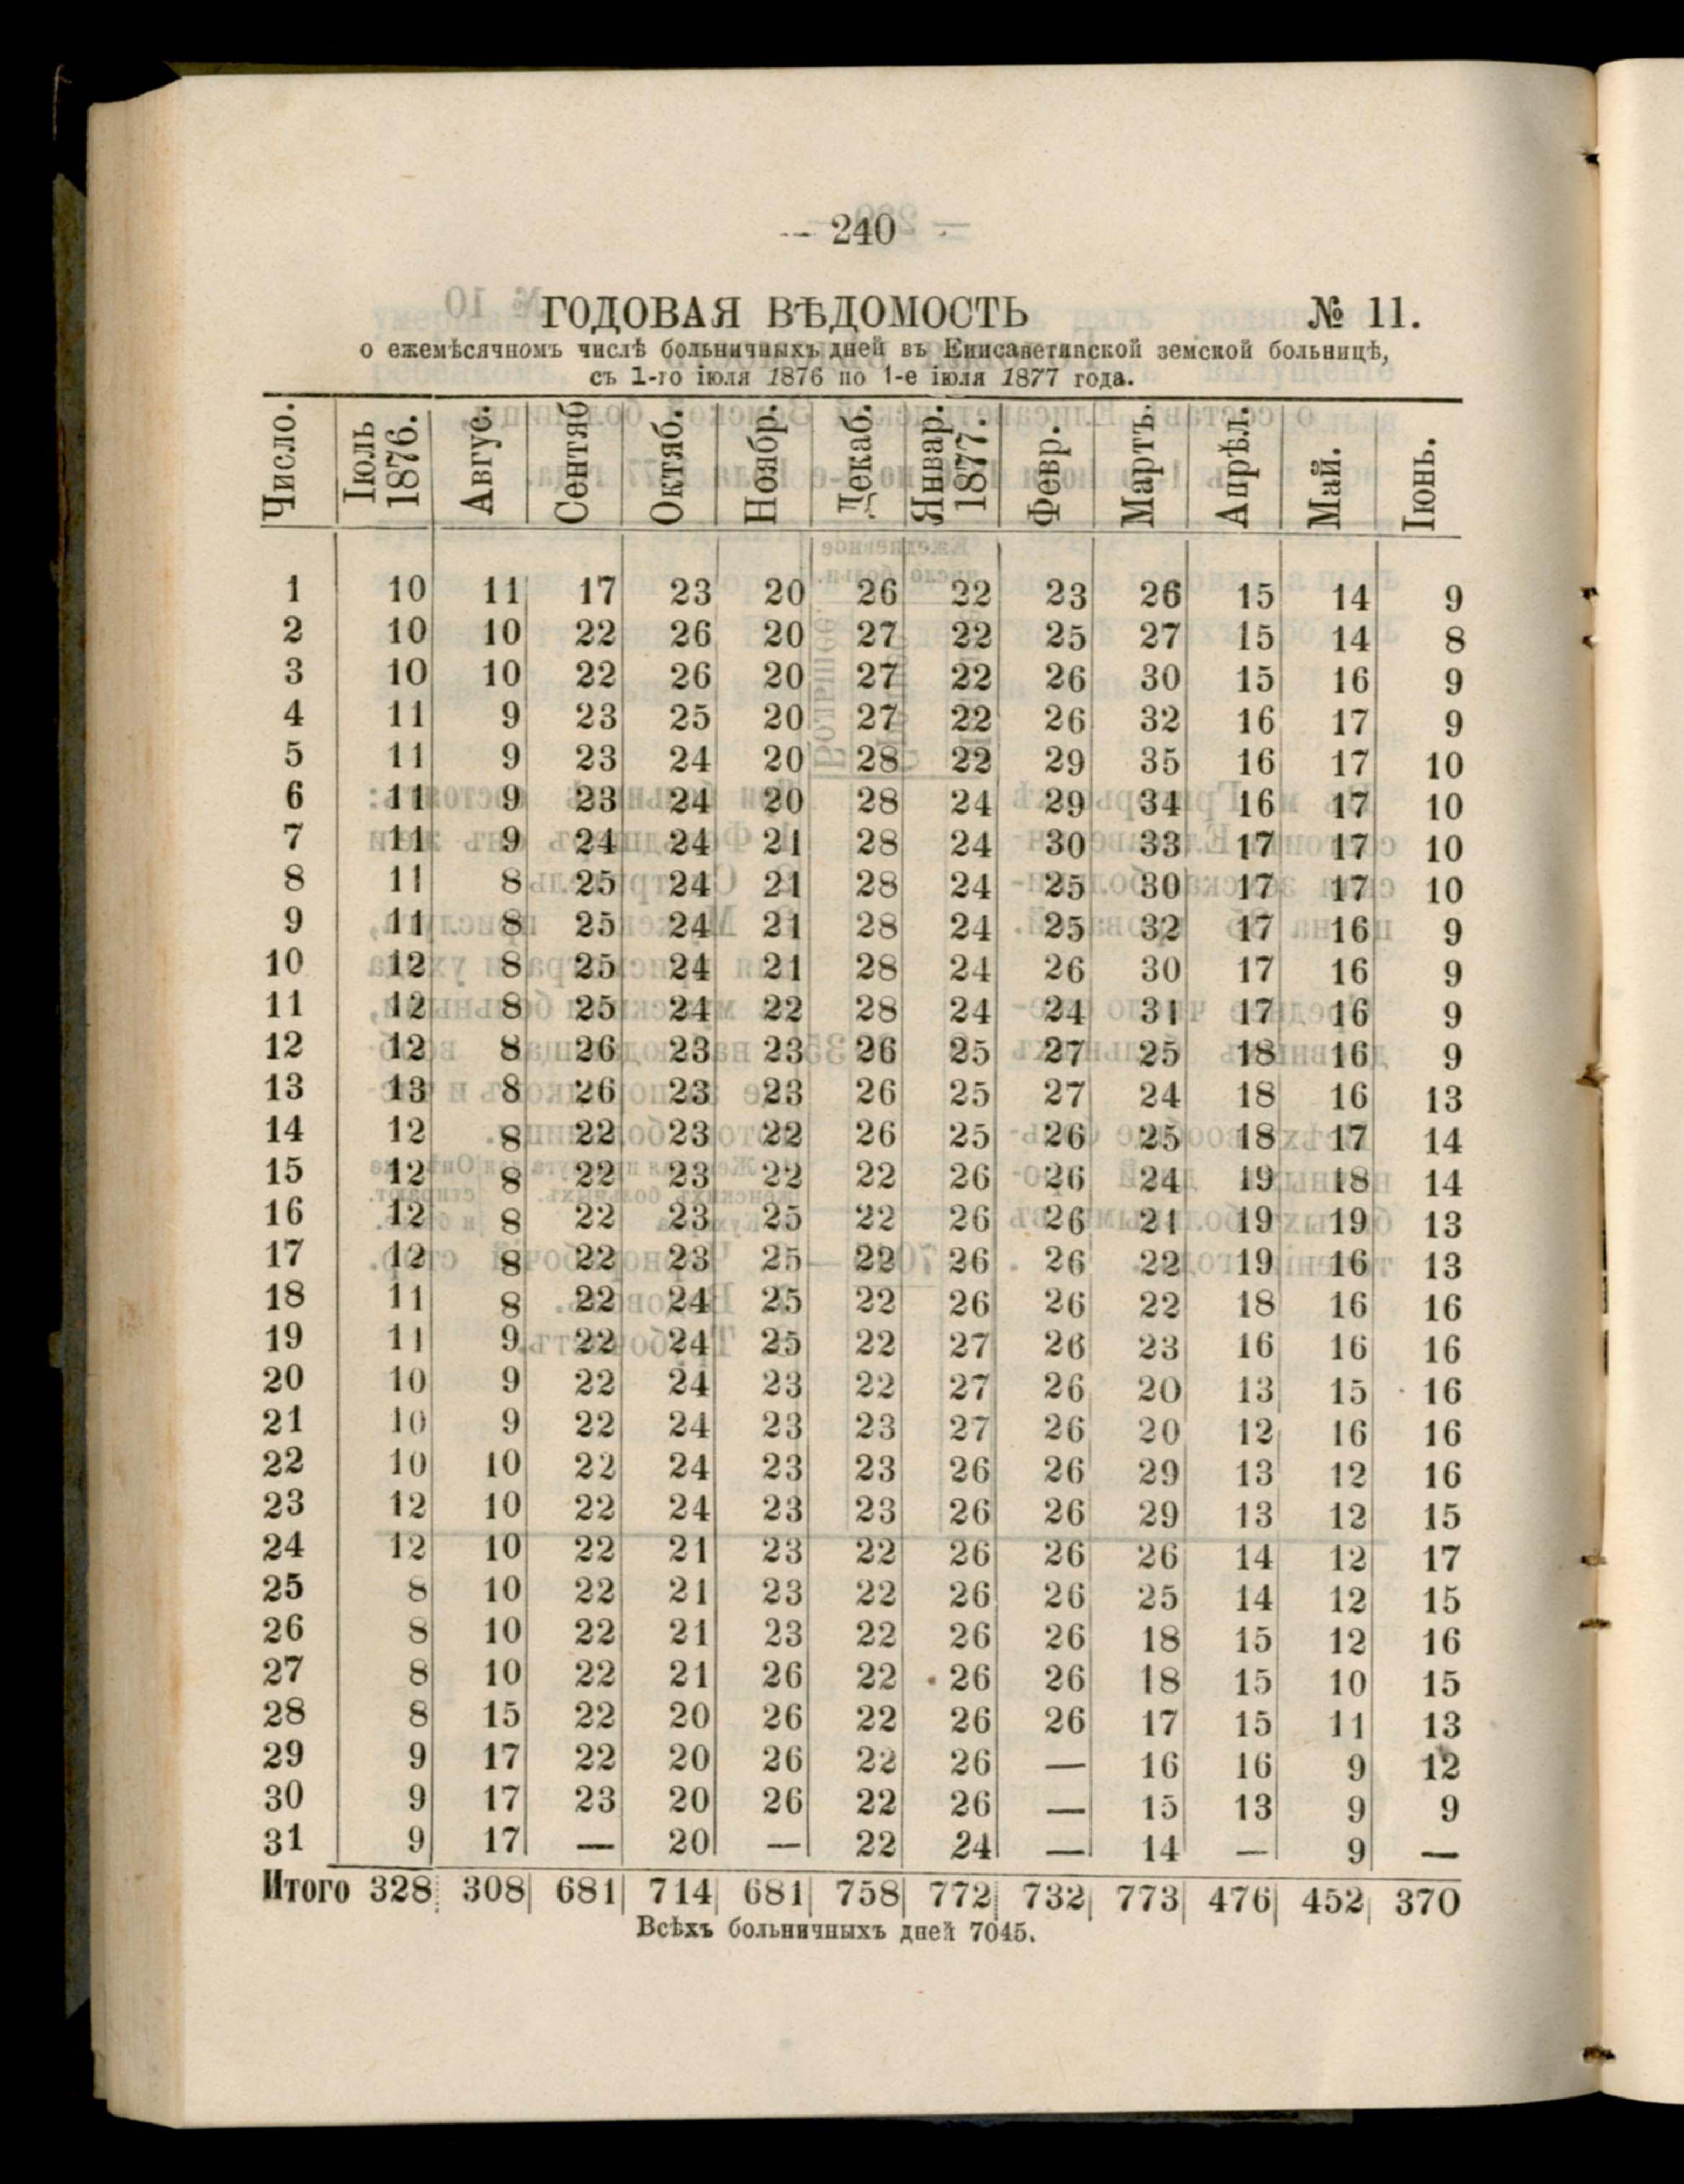 — 240
ГОДОВАЯ ВѢДОМОСТЬ № 11.
о ежемѣсячномъ числѣ больничныхъ дней въ Еписаветинской земской больницѣ,
съ 1-го іюля 1876 по 1-е іюля 1877 года.
Число. Іюль 1876. Авгус. Сентяб Октяб. Ноябр. Декаб. Январ. 1877. Февр. Мартъ. Апрѣл. Май. Іюнь.
1 10 11 17 23 20 26 22 23 26 15 14 9
2 10 10 22 26 20 27 22 25 27 15 14 8
3 10 10 22 26 20 27 22 26 30 15 16 9
4 11 9 23 25 20 27 22 26 32 16 17 9
5 11 9 23 24 20 28 22 29 35 16 17 10
6 11 9 23 24 20 28 24 29 34 16 17 10
7 11 9 24 24 21 28 24 30 33 17 17 10
8 11 8 25 24 21 28 24 25 30 17 17 10
9 11 8 25 24 21 28 24 25 32 17 16 9
10 12 8 25 24 21 28 24 26 30 17 16 9
11 12 8 25 24 22 28 24 24 31 17 16 9
12 12 8 26 23 23 26 25 27 25 18 16 9
13 13 8 26 23 23 26 25 27 24 18 16 13
14 12 8 22 23 22 26 25 26 25 18 17 14
15 12 8 22 23 22 22 26 26 24 19 18 14
16 12 8 22 23 25 22 26 26 21 19 19 13
17 12 8 22 23 25 22 26 26 22 19 16 13
18 11 8 22 24 25 22 26 26 22 18 16 16
19 11 9 22 24 25 22 27 26 23 16 16 16
20 10 9 22 24 23 22 27 26 20 13 15 16
21 10 9 22 24 23 23 27 26 20 12 16 16
22 10 10 22 24 23 23 26 26 29 13 12 16
23 12 10 22 24 23 23 26 26 29 13 12 15
24 12 10 22 21 23 22 26 26 26 14 12 17
25 8 10 22 21 23 22 26 26 25 14 12 15
26 8 10 22 21 23 22 26 26 18 15 12 16
27 8 10 22 21 26 22 26 26 18 15 10 15
28 8 15 22 20 26 22 26 26 17 15 11 13
29 9 17 22 20 26 22 26 — 16 16 9 12
30 9 17 23 20 26 22 26 — 15 13 9 9
31 9 17 — 20 — 22 24 — 14 — 9 —
Итого 328 308 681 714 681 758 772 732 773 476 452 370
Всѣхъ больничныхъ дней 7045.